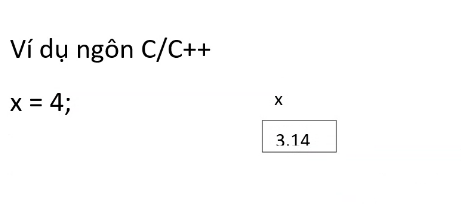 Ví dụ ngôn C/C++
x = 4;
x
3.14